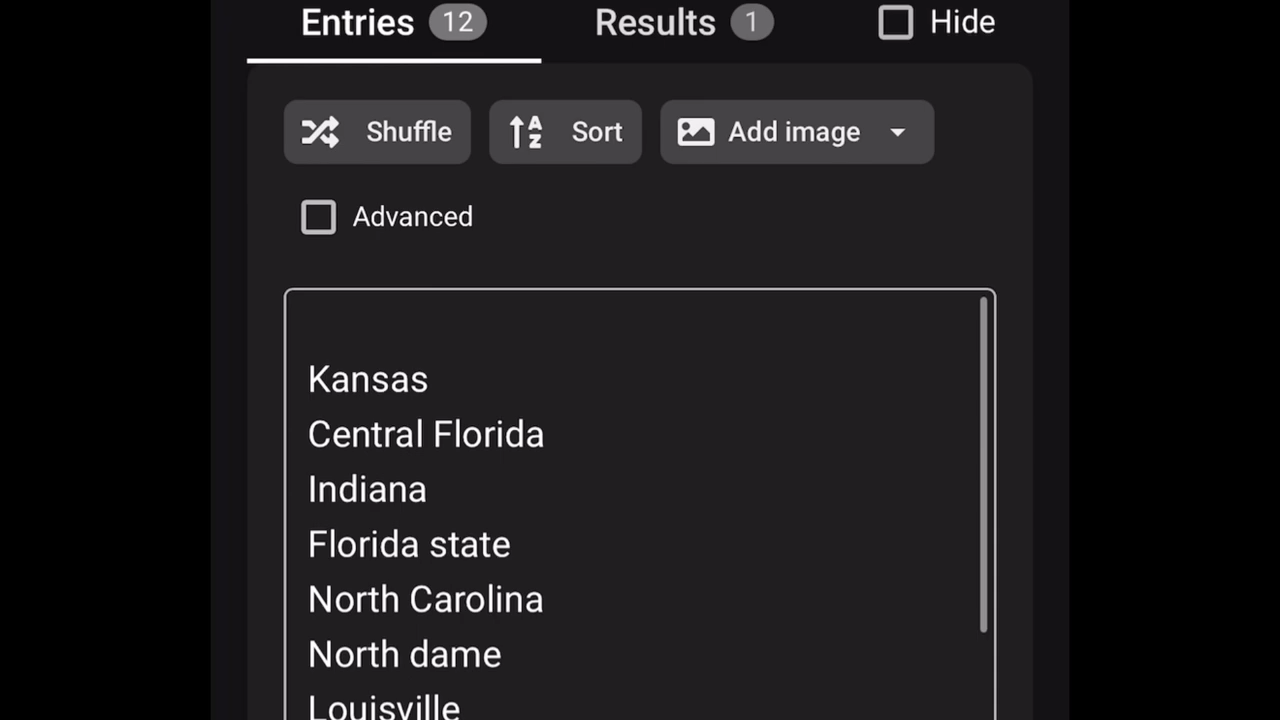 Entries 12 Results 1 Hide
Shuffle Sort Add image
Advanced
Kansas
Central Florida
Indiana
Florida state
North Carolina
North dame
Louisville